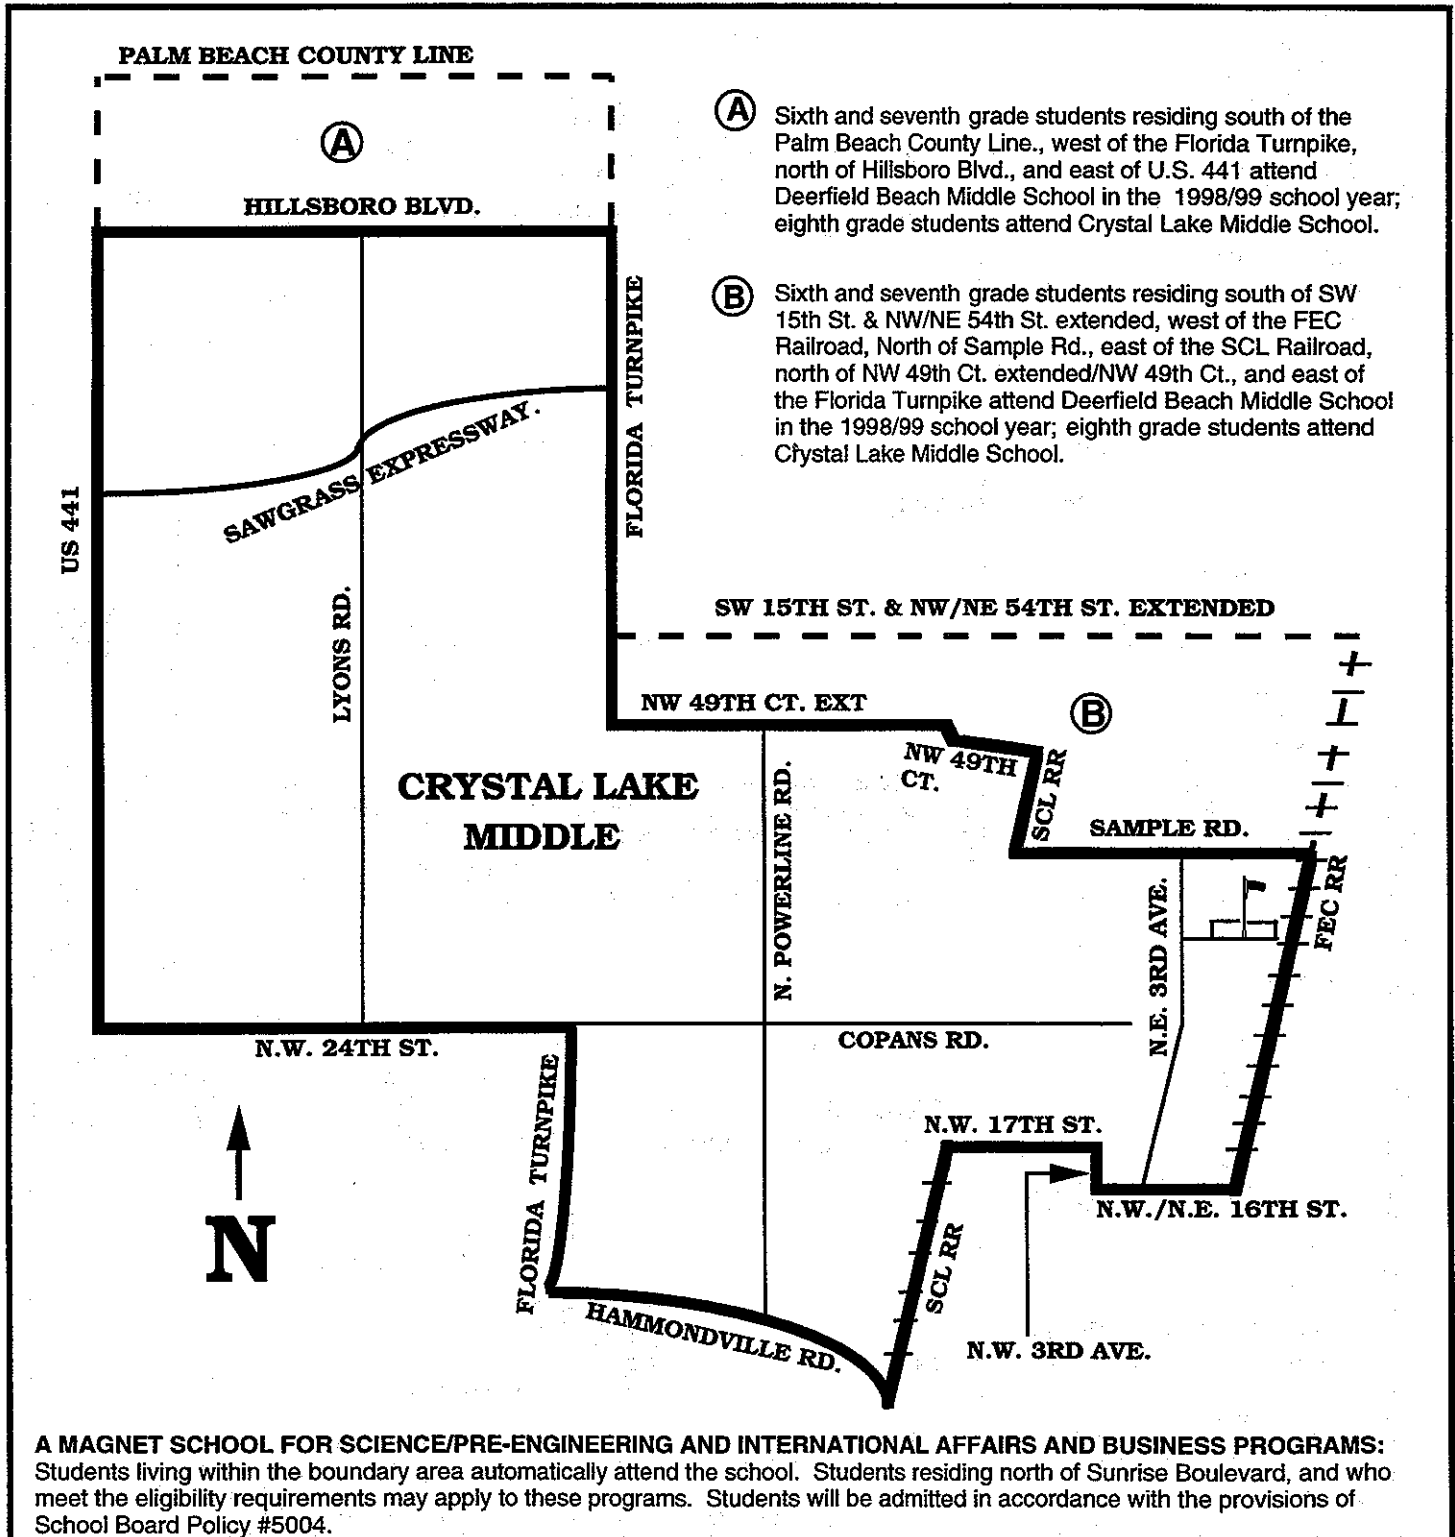 PALM BEACH COUNTY LINE
A
HILLSBORO BLVD.
A Sixth and seventh grade students residing south of the
Palm Beach County Line., west of the Florida Turnpike,
north of Hillsboro Blvd., and east of U.S. 441 attend
Deerfield Beach Middle School in the 1998/99 school year;
eighth grade students attend Crystal Lake Middle School.
B Sixth and seventh grade students residing south of SW
15th St. & NW/NE 54th St. extended, west of the FEC
Railroad, North of Sample Rd., east of the SCL Railroad,
north of NW 49th Ct. extended/NW 49th Ct., and east of
the Florida Turnpike attend Deerfield Beach Middle School
in the 1998/99 school year; eighth grade students attend
Crystal Lake Middle School.
FLORIDA TURNPIKE
SAWGRASS EXPRESSWAY.
US 441
LYONS RD.
SW 15TH ST. & NW/NE 54TH ST. EXTENDED
NW 49TH CT. EXT
B
NW 49TH
CT.
SCL RR
CRYSTAL LAKE
MIDDLE
N. POWERLINE RD.
SAMPLE RD.
FEC RR
N.E. 3RD AVE.
N.W. 24TH ST.
COPANS RD.
FLORIDA TURNPIKE
N.W. 17TH ST.
N.W./N.E. 16TH ST.
N
SCL RR
HAMMONDVILLE RD.
N.W. 3RD AVE.
A MAGNET SCHOOL FOR SCIENCE/PRE-ENGINEERING AND INTERNATIONAL AFFAIRS AND BUSINESS PROGRAMS:
Students living within the boundary area automatically attend the school. Students residing north of Sunrise Boulevard, and who
meet the eligibility requirements may apply to these programs. Students will be admitted in accordance with the provisions of
School Board Policy #5004.